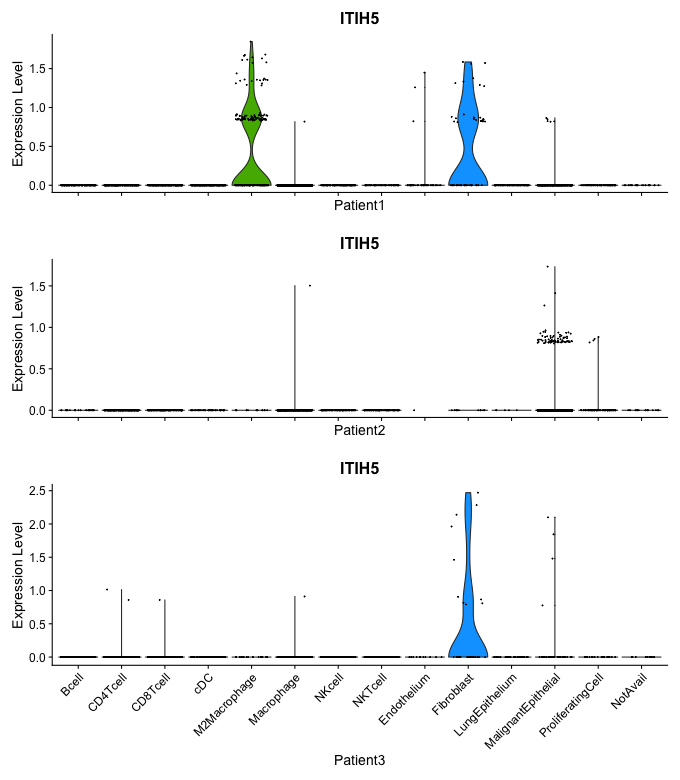 ITIH5
Expression Level
1.5
1.0
0.5
0.0
Patient1
ITIH5
Expression Level
1.5
1.0
0.5
0.0
Patient2
ITIH5
Expression Level
2.5
2.0
1.5
1.0
0.5
0.0
Bcell
CD4Tcell
CD8Tcell
cDC
M2Macrophage
Macrophage
NKcell
NKTcell
Endothelium
Fibroblast
LungEpithelium
MalignantEpithelial
ProliferatingCell
NotAvail
Patient3